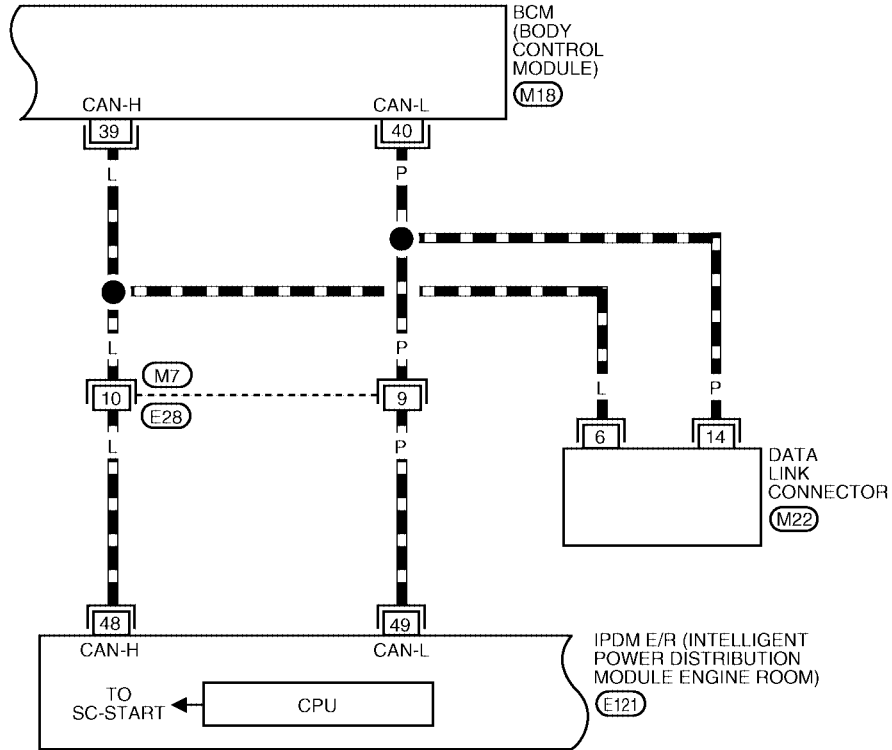 BCM
(BODY
CONTROL
MODULE)
M18
CAN-H
CAN-L
39
40
L
P
L
P
M7
10
9
E28
L
P
L
P
6
14
DATA
LINK
CONNECTOR
M22
48
49
CAN-H
CAN-L
IPDM E/R (INTELLIGENT
POWER DISTRIBUTION
MODULE ENGINE ROOM)
E121
TO
SC-START
CPU